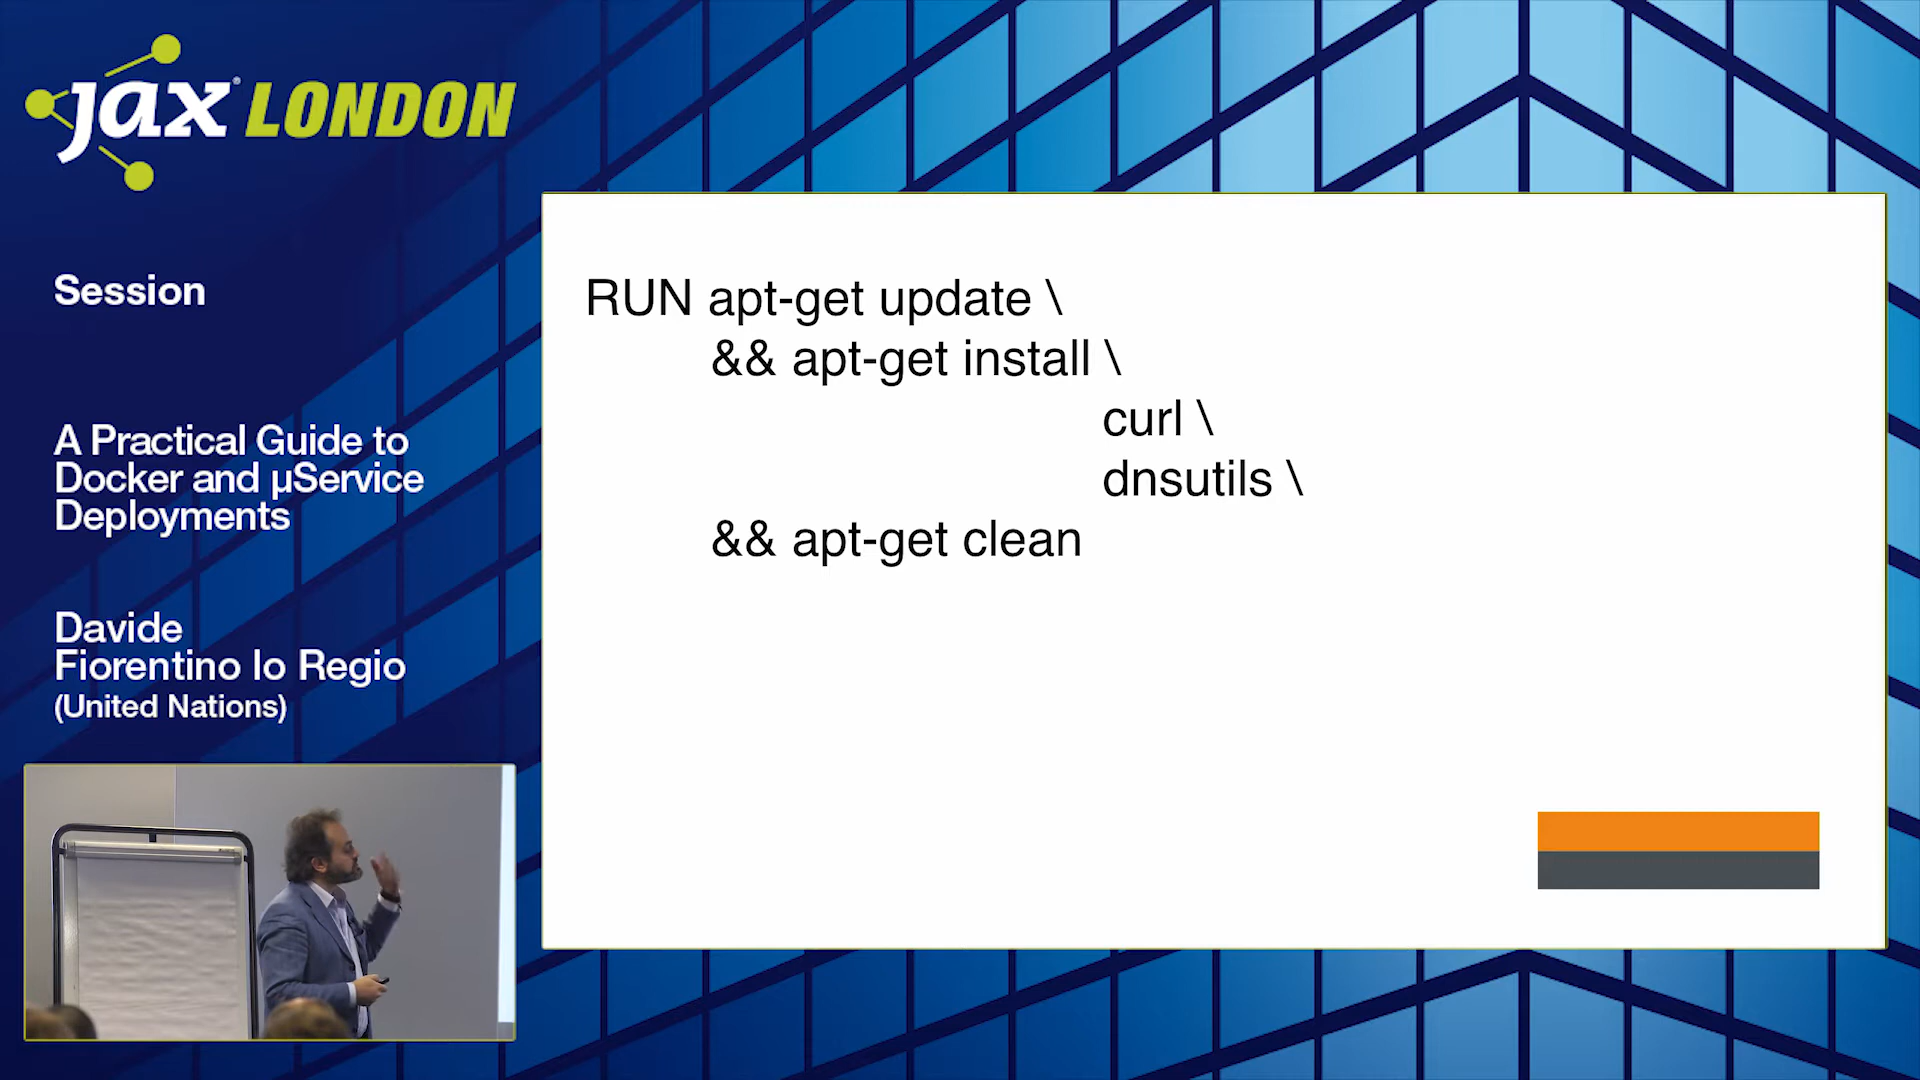 jax LONDON
Session
A Practical Guide to
Docker and µService
Deployments
Davide
Fiorentino lo Regio
(United Nations)
RUN apt-get update \
&& apt-get install \
curl \
dnsutils \
&& apt-get clean